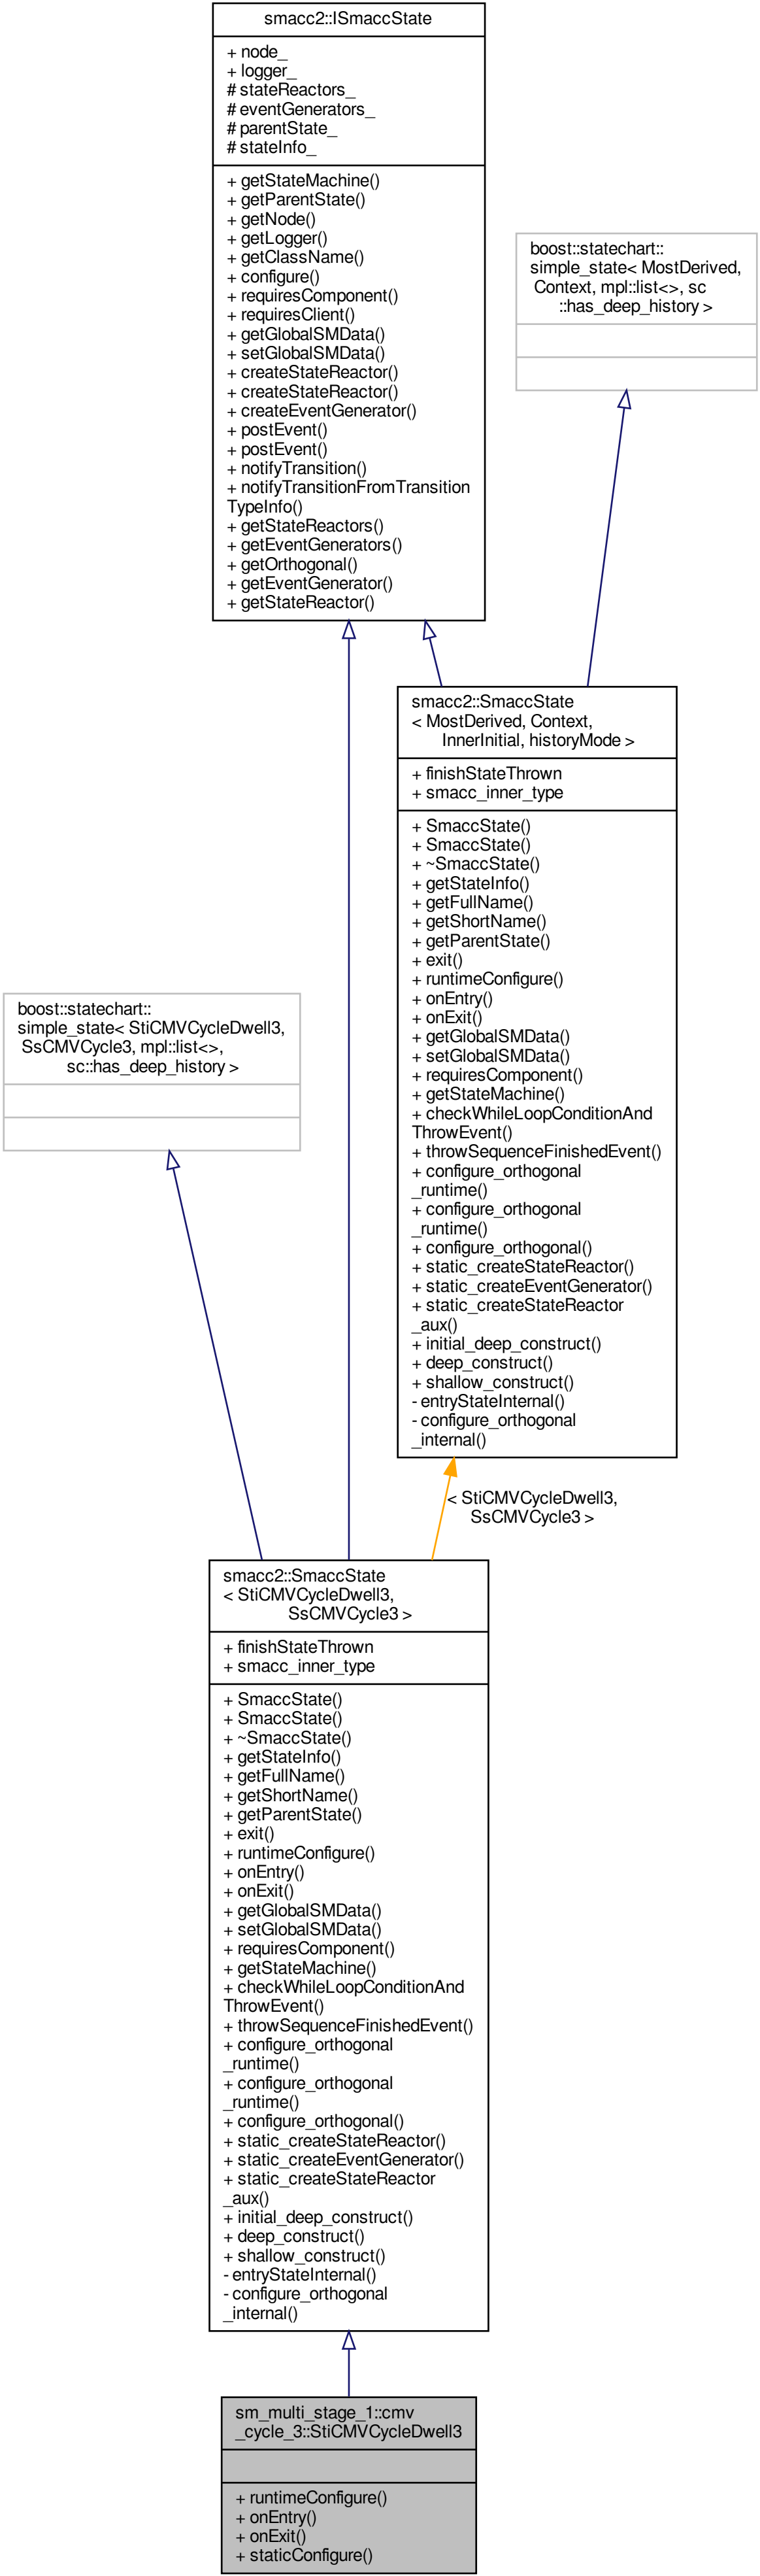 smacc2::ISmaccState
+ node_
+ logger_
# stateReactors_
# eventGenerators_
# parentState_
# stateInfo_
+ getStateMachine()
+ getParentState()
+ getNode()
+ getLogger()
+ getClassName()
+ configure()
+ requiresComponent()
+ requiresClient()
+ getGlobalSMData()
+ setGlobalSMData()
+ createStateReactor()
+ createStateReactor()
+ createEventGenerator()
+ postEvent()
+ postEvent()
+ notifyTransition()
+ notifyTransitionFromTransition
TypeInfo()
+ getStateReactors()
+ getEventGenerators()
+ getOrthogonal()
+ getEventGenerator()
+ getStateReactor()
boost::statechart::
simple_state< MostDerived,
Context, mpl::list<>, sc
::has_deep_history >
smacc2::SmaccState
< MostDerived, Context,
InnerInitial, historyMode >
+ finishStateThrown
+ smacc_inner_type
+ SmaccState()
+ SmaccState()
+ ~SmaccState()
+ getStateInfo()
+ getFullName()
+ getShortName()
+ getParentState()
+ exit()
+ runtimeConfigure()
+ onEntry()
+ onExit()
+ getGlobalSMData()
+ setGlobalSMData()
+ requiresComponent()
+ getStateMachine()
+ checkWhileLoopConditionAnd
ThrowEvent()
+ throwSequenceFinishedEvent()
+ configure_orthogonal
_runtime()
+ configure_orthogonal
_runtime()
+ configure_orthogonal()
+ static_createStateReactor()
+ static_createEventGenerator()
+ static_createStateReactor
_aux()
+ initial_deep_construct()
+ deep_construct()
+ shallow_construct()
- entryStateInternal()
- configure_orthogonal
_internal()
boost::statechart::
simple_state< StiCMVCycleDwell3,
SsCMVCycle3, mpl::list<>,
sc::has_deep_history >
< StiCMVCycleDwell3,
SsCMVCycle3 >
smacc2::SmaccState
< StiCMVCycleDwell3,
SsCMVCycle3 >
+ finishStateThrown
+ smacc_inner_type
+ SmaccState()
+ SmaccState()
+ ~SmaccState()
+ getStateInfo()
+ getFullName()
+ getShortName()
+ getParentState()
+ exit()
+ runtimeConfigure()
+ onEntry()
+ onExit()
+ getGlobalSMData()
+ setGlobalSMData()
+ requiresComponent()
+ getStateMachine()
+ checkWhileLoopConditionAnd
ThrowEvent()
+ throwSequenceFinishedEvent()
+ configure_orthogonal
_runtime()
+ configure_orthogonal
_runtime()
+ configure_orthogonal()
+ static_createStateReactor()
+ static_createEventGenerator()
+ static_createStateReactor
_aux()
+ initial_deep_construct()
+ deep_construct()
+ shallow_construct()
- entryStateInternal()
- configure_orthogonal
_internal()
sm_multi_stage_1::cmv
_cycle_3::StiCMVCycleDwell3
+ runtimeConfigure()
+ onEntry()
+ onExit()
+ staticConfigure()